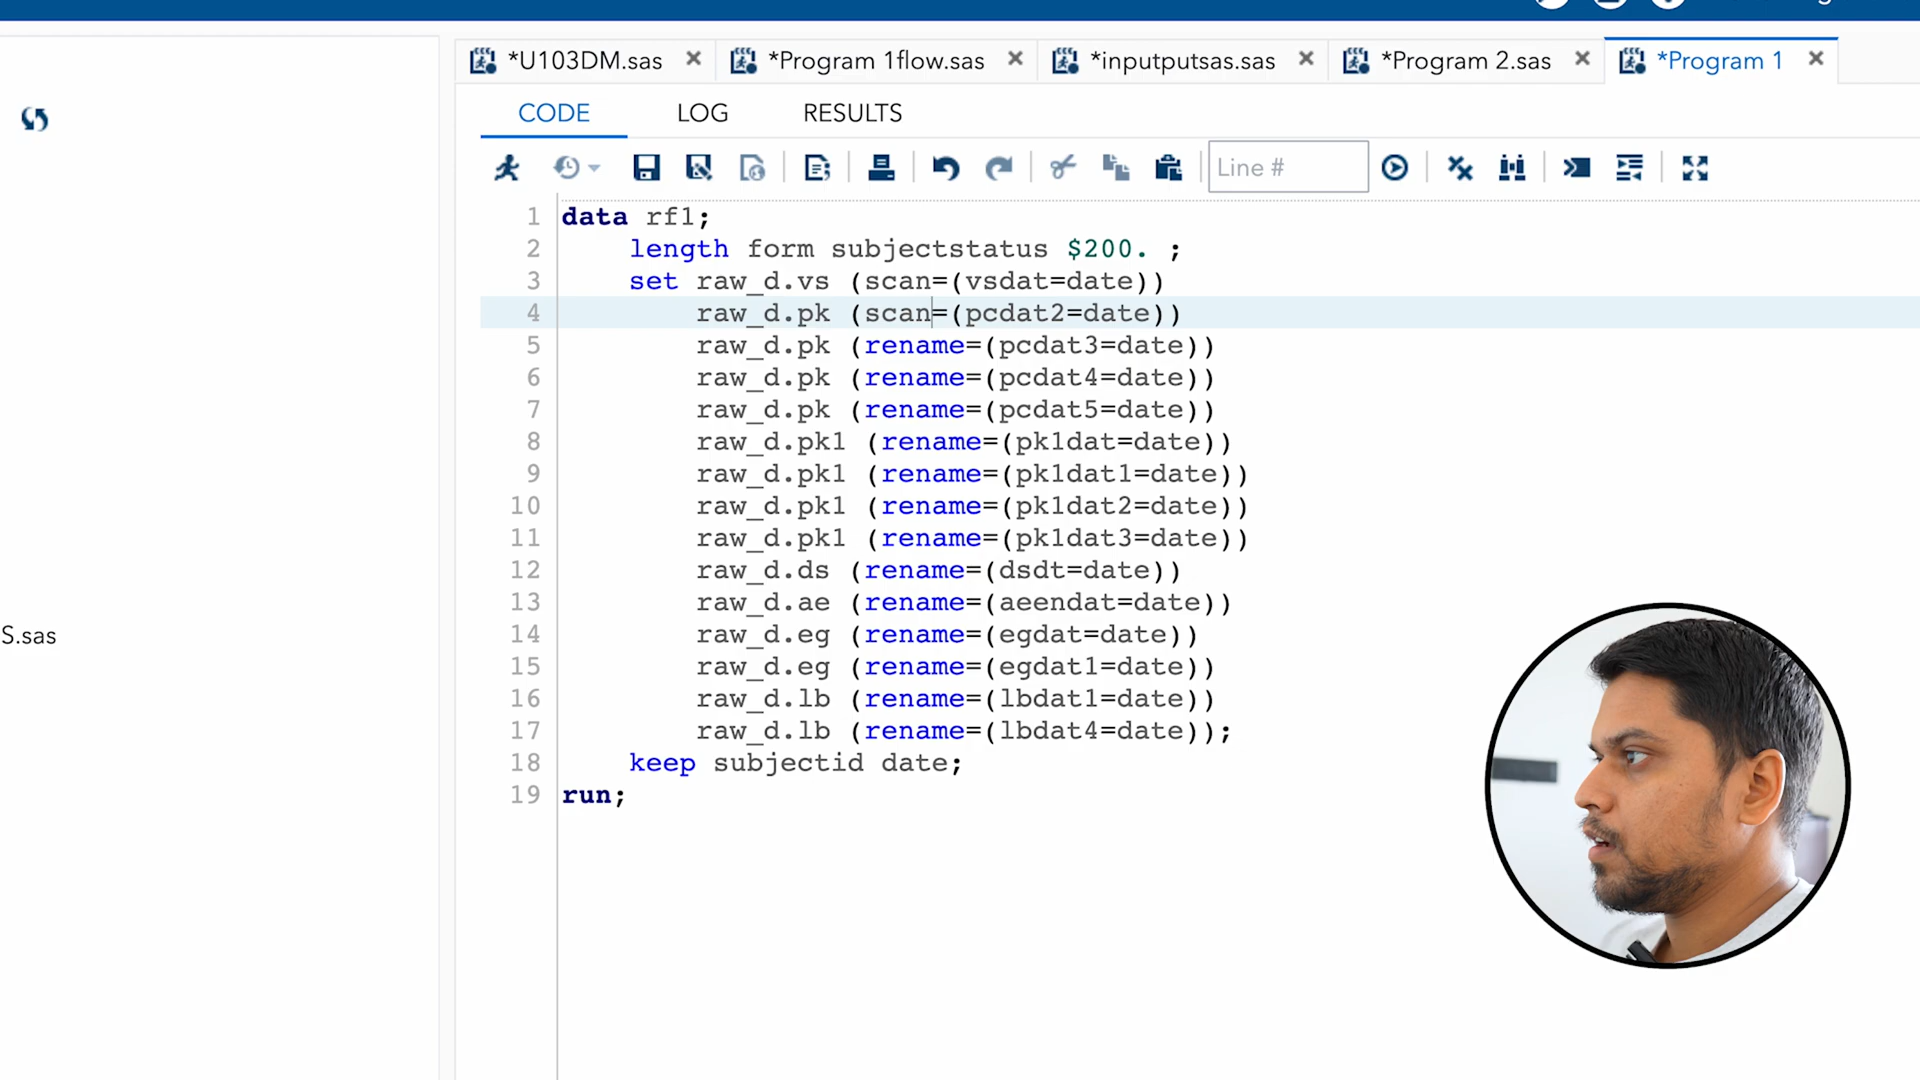 *U103DM.sas *Program 1flow.sas *inputputsas.sas *Program 2.sas *Program 1
CODE LOG RESULTS
Line #
1 data rf1;
2 length form subjectstatus $200. ;
3 set raw_d.vs (scan=(vsdat=date))
4 raw_d.pk (scan=(pcdat2=date))
5 raw_d.pk (rename=(pcdat3=date))
6 raw_d.pk (rename=(pcdat4=date))
7 raw_d.pk (rename=(pcdat5=date))
8 raw_d.pk1 (rename=(pk1dat=date))
9 raw_d.pk1 (rename=(pk1dat1=date))
10 raw_d.pk1 (rename=(pk1dat2=date))
11 raw_d.pk1 (rename=(pk1dat3=date))
12 raw_d.ds (rename=(dsdt=date))
13 raw_d.ae (rename=(aeendat=date))
14 raw_d.eg (rename=(egdat=date))
15 raw_d.eg (rename=(egdat1=date))
16 raw_d.lb (rename=(lbdat1=date))
17 raw_d.lb (rename=(lbdat4=date));
18 keep subjectid date;
19 run;
S.sas